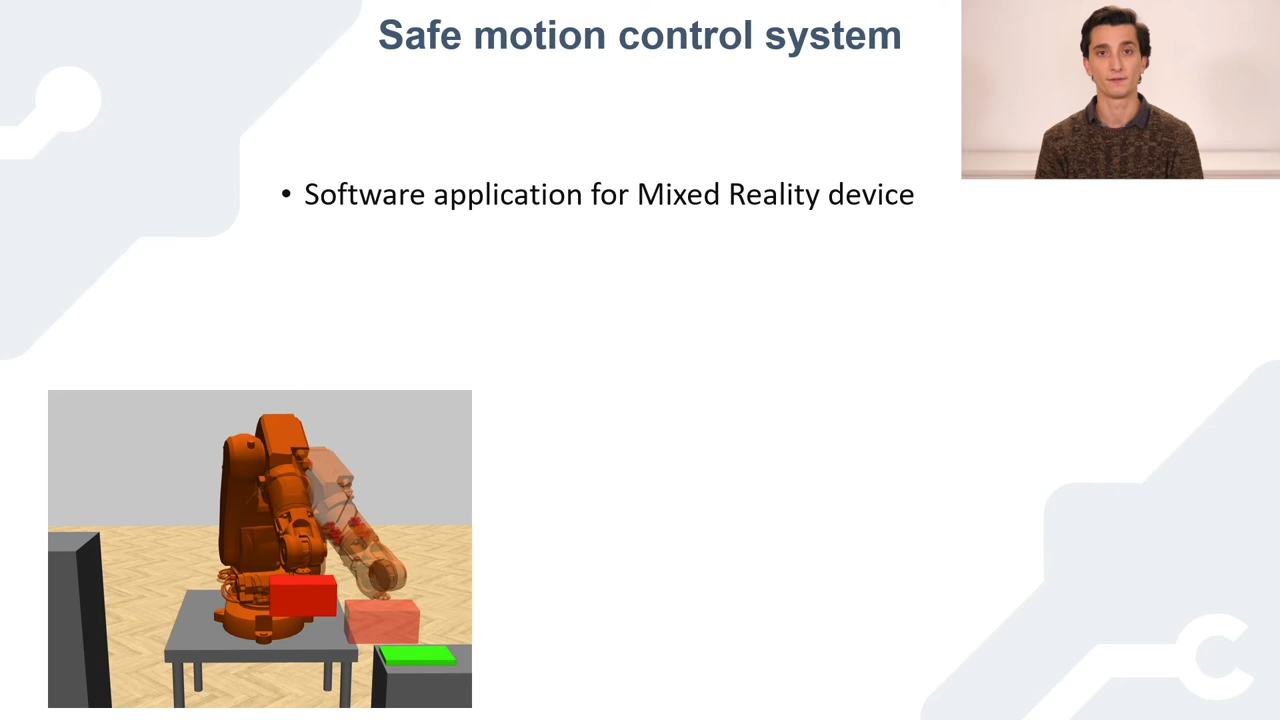 Safe motion control system
• Software application for Mixed Reality device